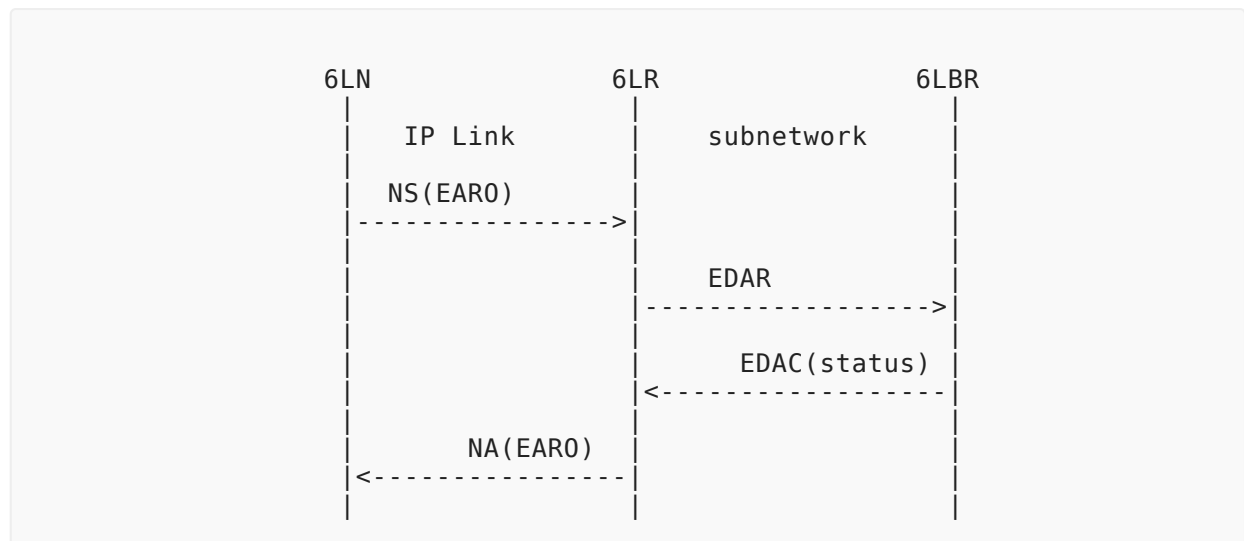 6LN 6LR 6LBR
IP Link subnetwork
NS(EARO)
EDAR
EDAC(status)
NA(EARO)